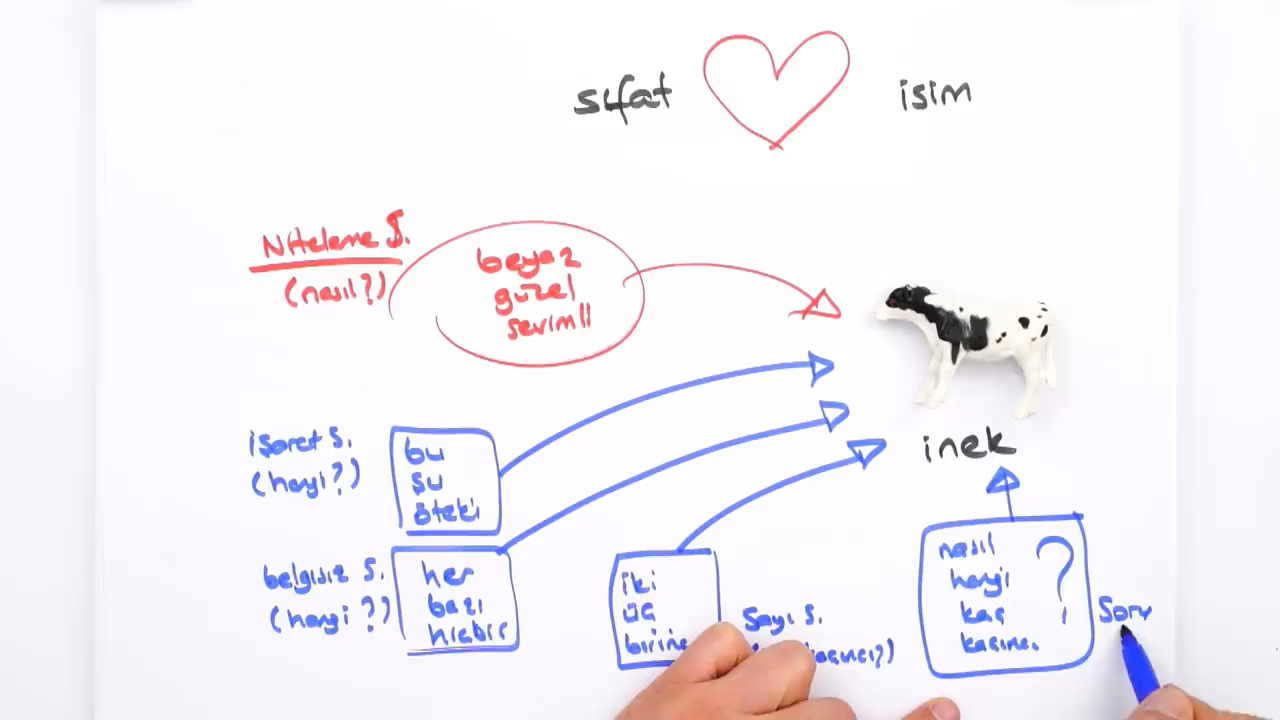 sıfat isim
Niteleme S.
(nasıl?)
beyaz
güzel
sevimli
inek
işaret S.
(hangi?)
bu
şu
öteki
belgisiz S.
(hangi??)
her
bazı
hiçbir
iki
üç
Sayı S.
nasıl
hangi
kaç
kaçıncı
?
Soru